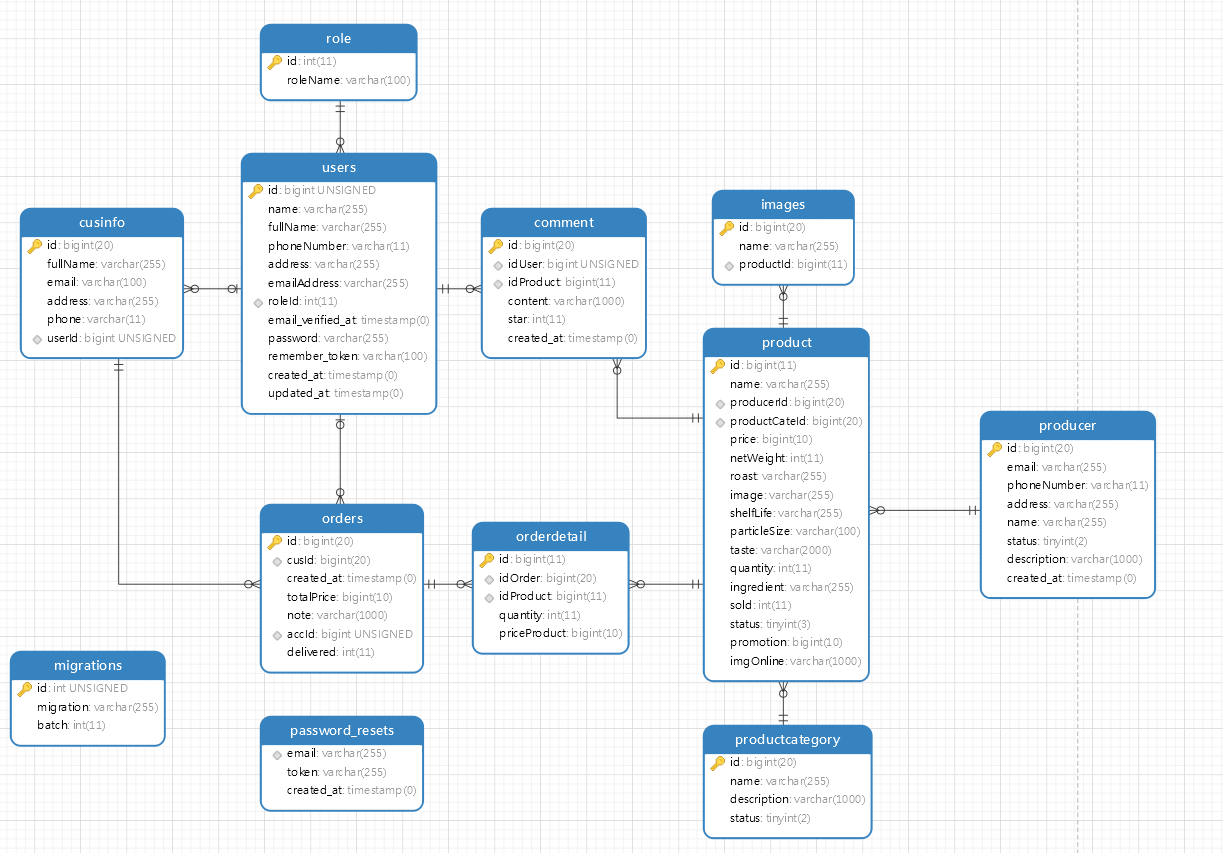 role
id: int(11)
roleName: varchar(100)
users
id: bigint UNSIGNED
name: varchar(255)
fullName: varchar(255)
phoneNumber: varchar(11)
address: varchar(255)
emailAddress: varchar(255)
roleId: int(11)
email_verified_at: timestamp(0)
password: varchar(255)
remember_token: varchar(100)
created_at: timestamp(0)
updated_at: timestamp(0)
cusinfo
id: bigint(20)
fullName: varchar(255)
email: varchar(100)
address: varchar(255)
phone: varchar(11)
userId: bigint UNSIGNED
comment
id: bigint(20)
idUser: bigint UNSIGNED
idProduct: bigint(11)
content: varchar(1000)
star: int(11)
created_at: timestamp(0)
images
id: bigint(20)
name: varchar(255)
productId: bigint(11)
product
id: bigint(11)
name: varchar(255)
producerId: bigint(20)
productCateId: bigint(20)
price: bigint(10)
netWeight: int(11)
roast: varchar(255)
image: varchar(255)
shelfLife: varchar(255)
particleSize: varchar(100)
taste: varchar(2000)
quantity: int(11)
ingredient: varchar(255)
sold: int(11)
status: tinyint(3)
promotion: bigint(10)
imgOnline: varchar(1000)
producer
id: bigint(20)
email: varchar(255)
phoneNumber: varchar(11)
address: varchar(255)
name: varchar(255)
status: tinyint(2)
description: varchar(1000)
created_at: timestamp(0)
orders
id: bigint(20)
cusId: bigint(20)
created_at: timestamp(0)
totalPrice: bigint(10)
note: varchar(1000)
accId: bigint UNSIGNED
delivered: int(11)
orderdetail
id: bigint(11)
idOrder: bigint(20)
idProduct: bigint(11)
quantity: int(11)
priceProduct: bigint(10)
migrations
id: int UNSIGNED
migration: varchar(255)
batch: int(11)
password_resets
email: varchar(255)
token: varchar(255)
created_at: timestamp(0)
productcategory
id: bigint(20)
name: varchar(255)
description: varchar(1000)
status: tinyint(2)